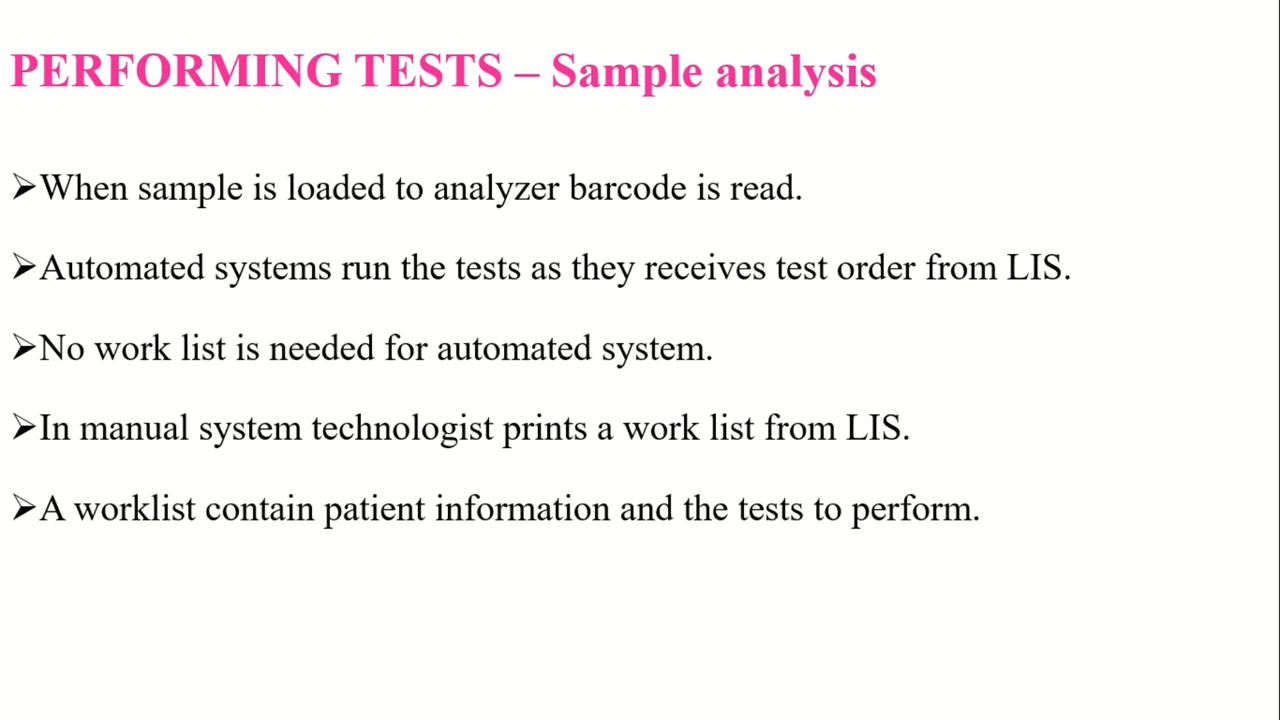 PERFORMING TESTS – Sample analysis
➢When sample is loaded to analyzer barcode is read.
➢Automated systems run the tests as they receives test order from LIS.
➢No work list is needed for automated system.
➢In manual system technologist prints a work list from LIS.
➢A worklist contain patient information and the tests to perform.